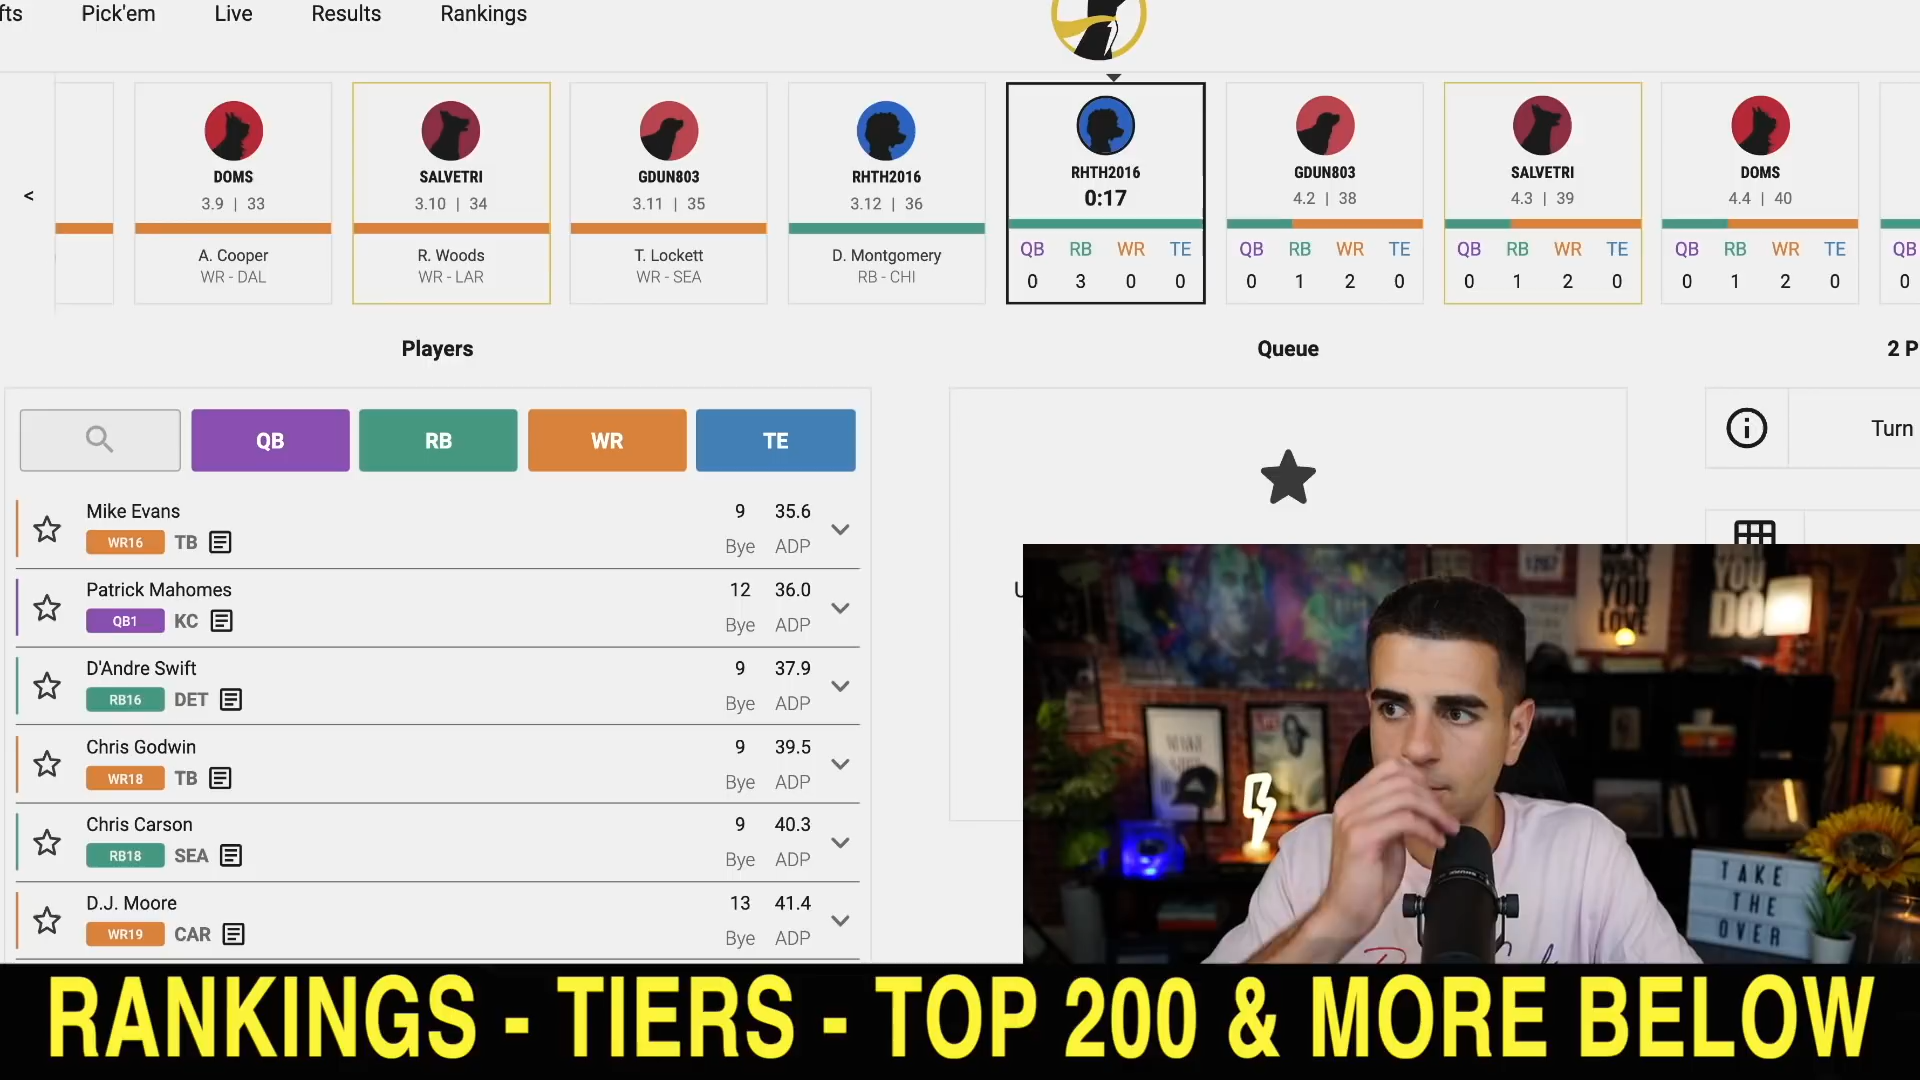 fts Pick'em Live Results Rankings
<
DOMS
3.9 | 33
A. Cooper
WR - DAL
SALVETRI
3.10 | 34
R. Woods
WR - LAR
GDUN803
3.11 | 35
T. Lockett
WR - SEA
RHTH2016
3.12 | 36
D. Montgomery
RB - CHI
RHTH2016
0:17
QB RB WR TE
0 3 0 0
GDUN803
4.2 | 38
QB RB WR TE
0 1 2 0
SALVETRI
4.3 | 39
QB RB WR TE
0 1 2 0
DOMS
4.4 | 40
QB RB WR TE
0 1 2 0
QB
0
Players
QB RB WR TE
Mike Evans 9 35.6
WR16 TB Bye ADP
Patrick Mahomes 12 36.0
QB1 KC Bye ADP
D'Andre Swift 9 37.9
RB16 DET Bye ADP
Chris Godwin 9 39.5
WR18 TB Bye ADP
Chris Carson 9 40.3
RB18 SEA Bye ADP
D.J. Moore 13 41.4
WR19 CAR Bye ADP
Queue
2 P
Turn
WHAT YOU LOVE
YOU DO
TAKE
THE
OVER
RANKINGS - TIERS - TOP 200 & MORE BELOW